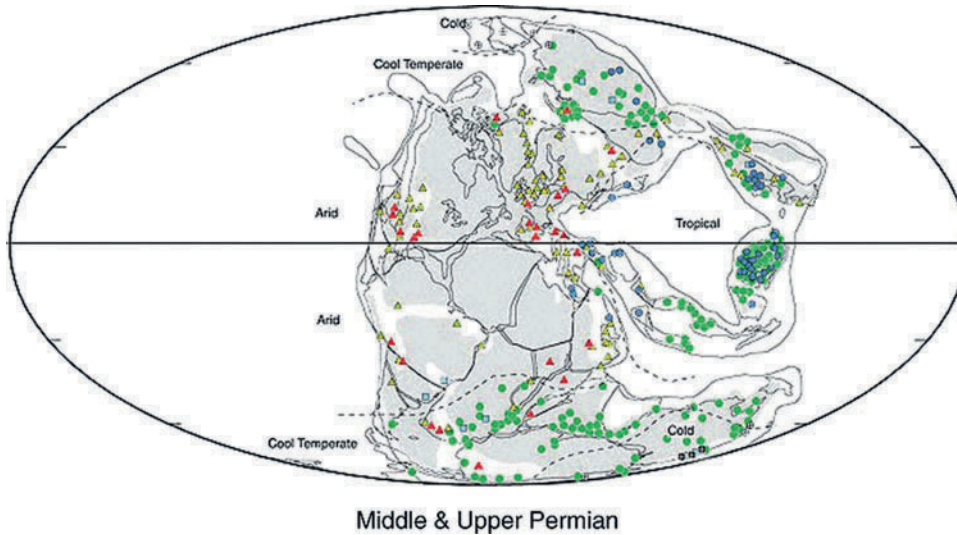 Cold
Cool Temperate
Arid
Tropical
Arid
Cool Temperate
Cold
Middle & Upper Permian